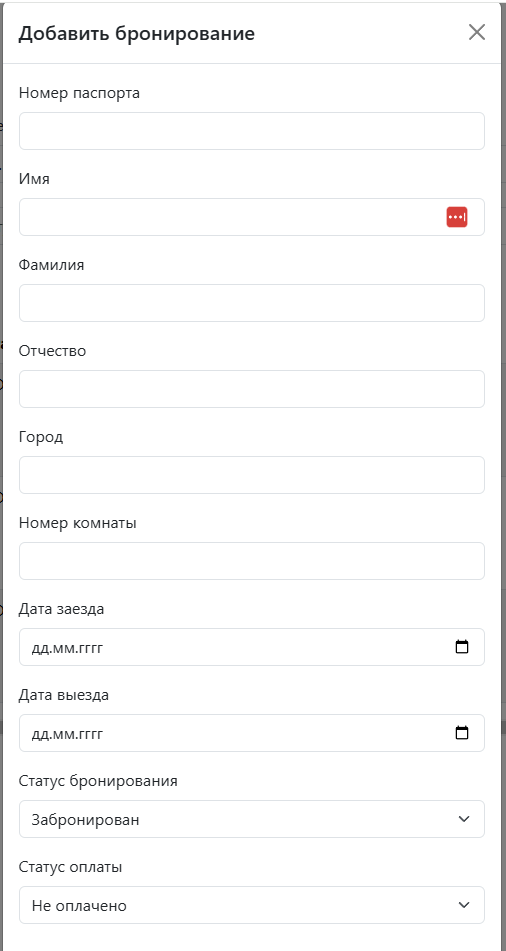 Добавить бронирование
Номер паспорта
Имя
Фамилия
Отчество
Город
Номер комнаты
Дата заезда
дд.мм.гггг
Дата выезда
дд.мм.гггг
Статус бронирования
Забронирован
Статус оплаты
Не оплачено